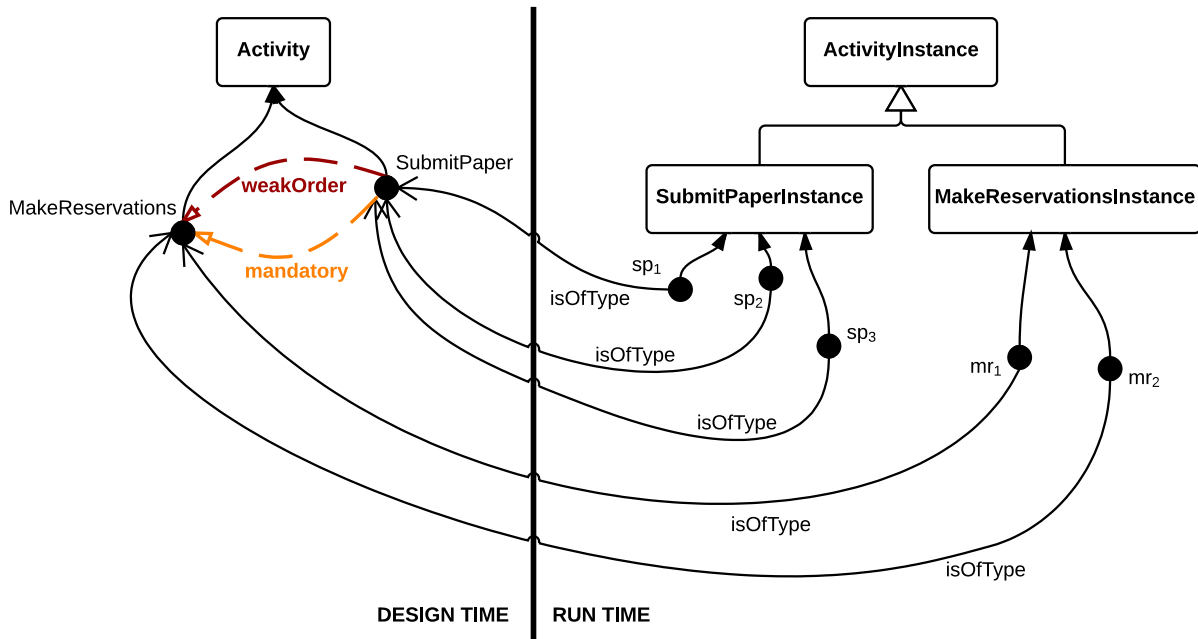 Activity
ActivityInstance
SubmitPaper
weakOrder
MakeReservations
mandatory
SubmitPaperInstance
MakeReservationsInstance
sp₁
sp₂
isOfType
sp₃
isOfType
mr₁
mr₂
isOfType
isOfType
isOfType
DESIGN TIME
RUN TIME